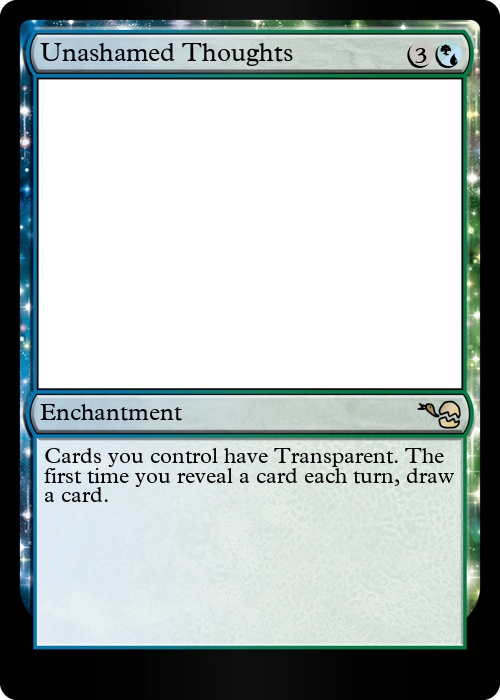 Unashamed Thoughts 3
Enchantment
Cards you control have Transparent. The
first time you reveal a card each turn, draw
a card.